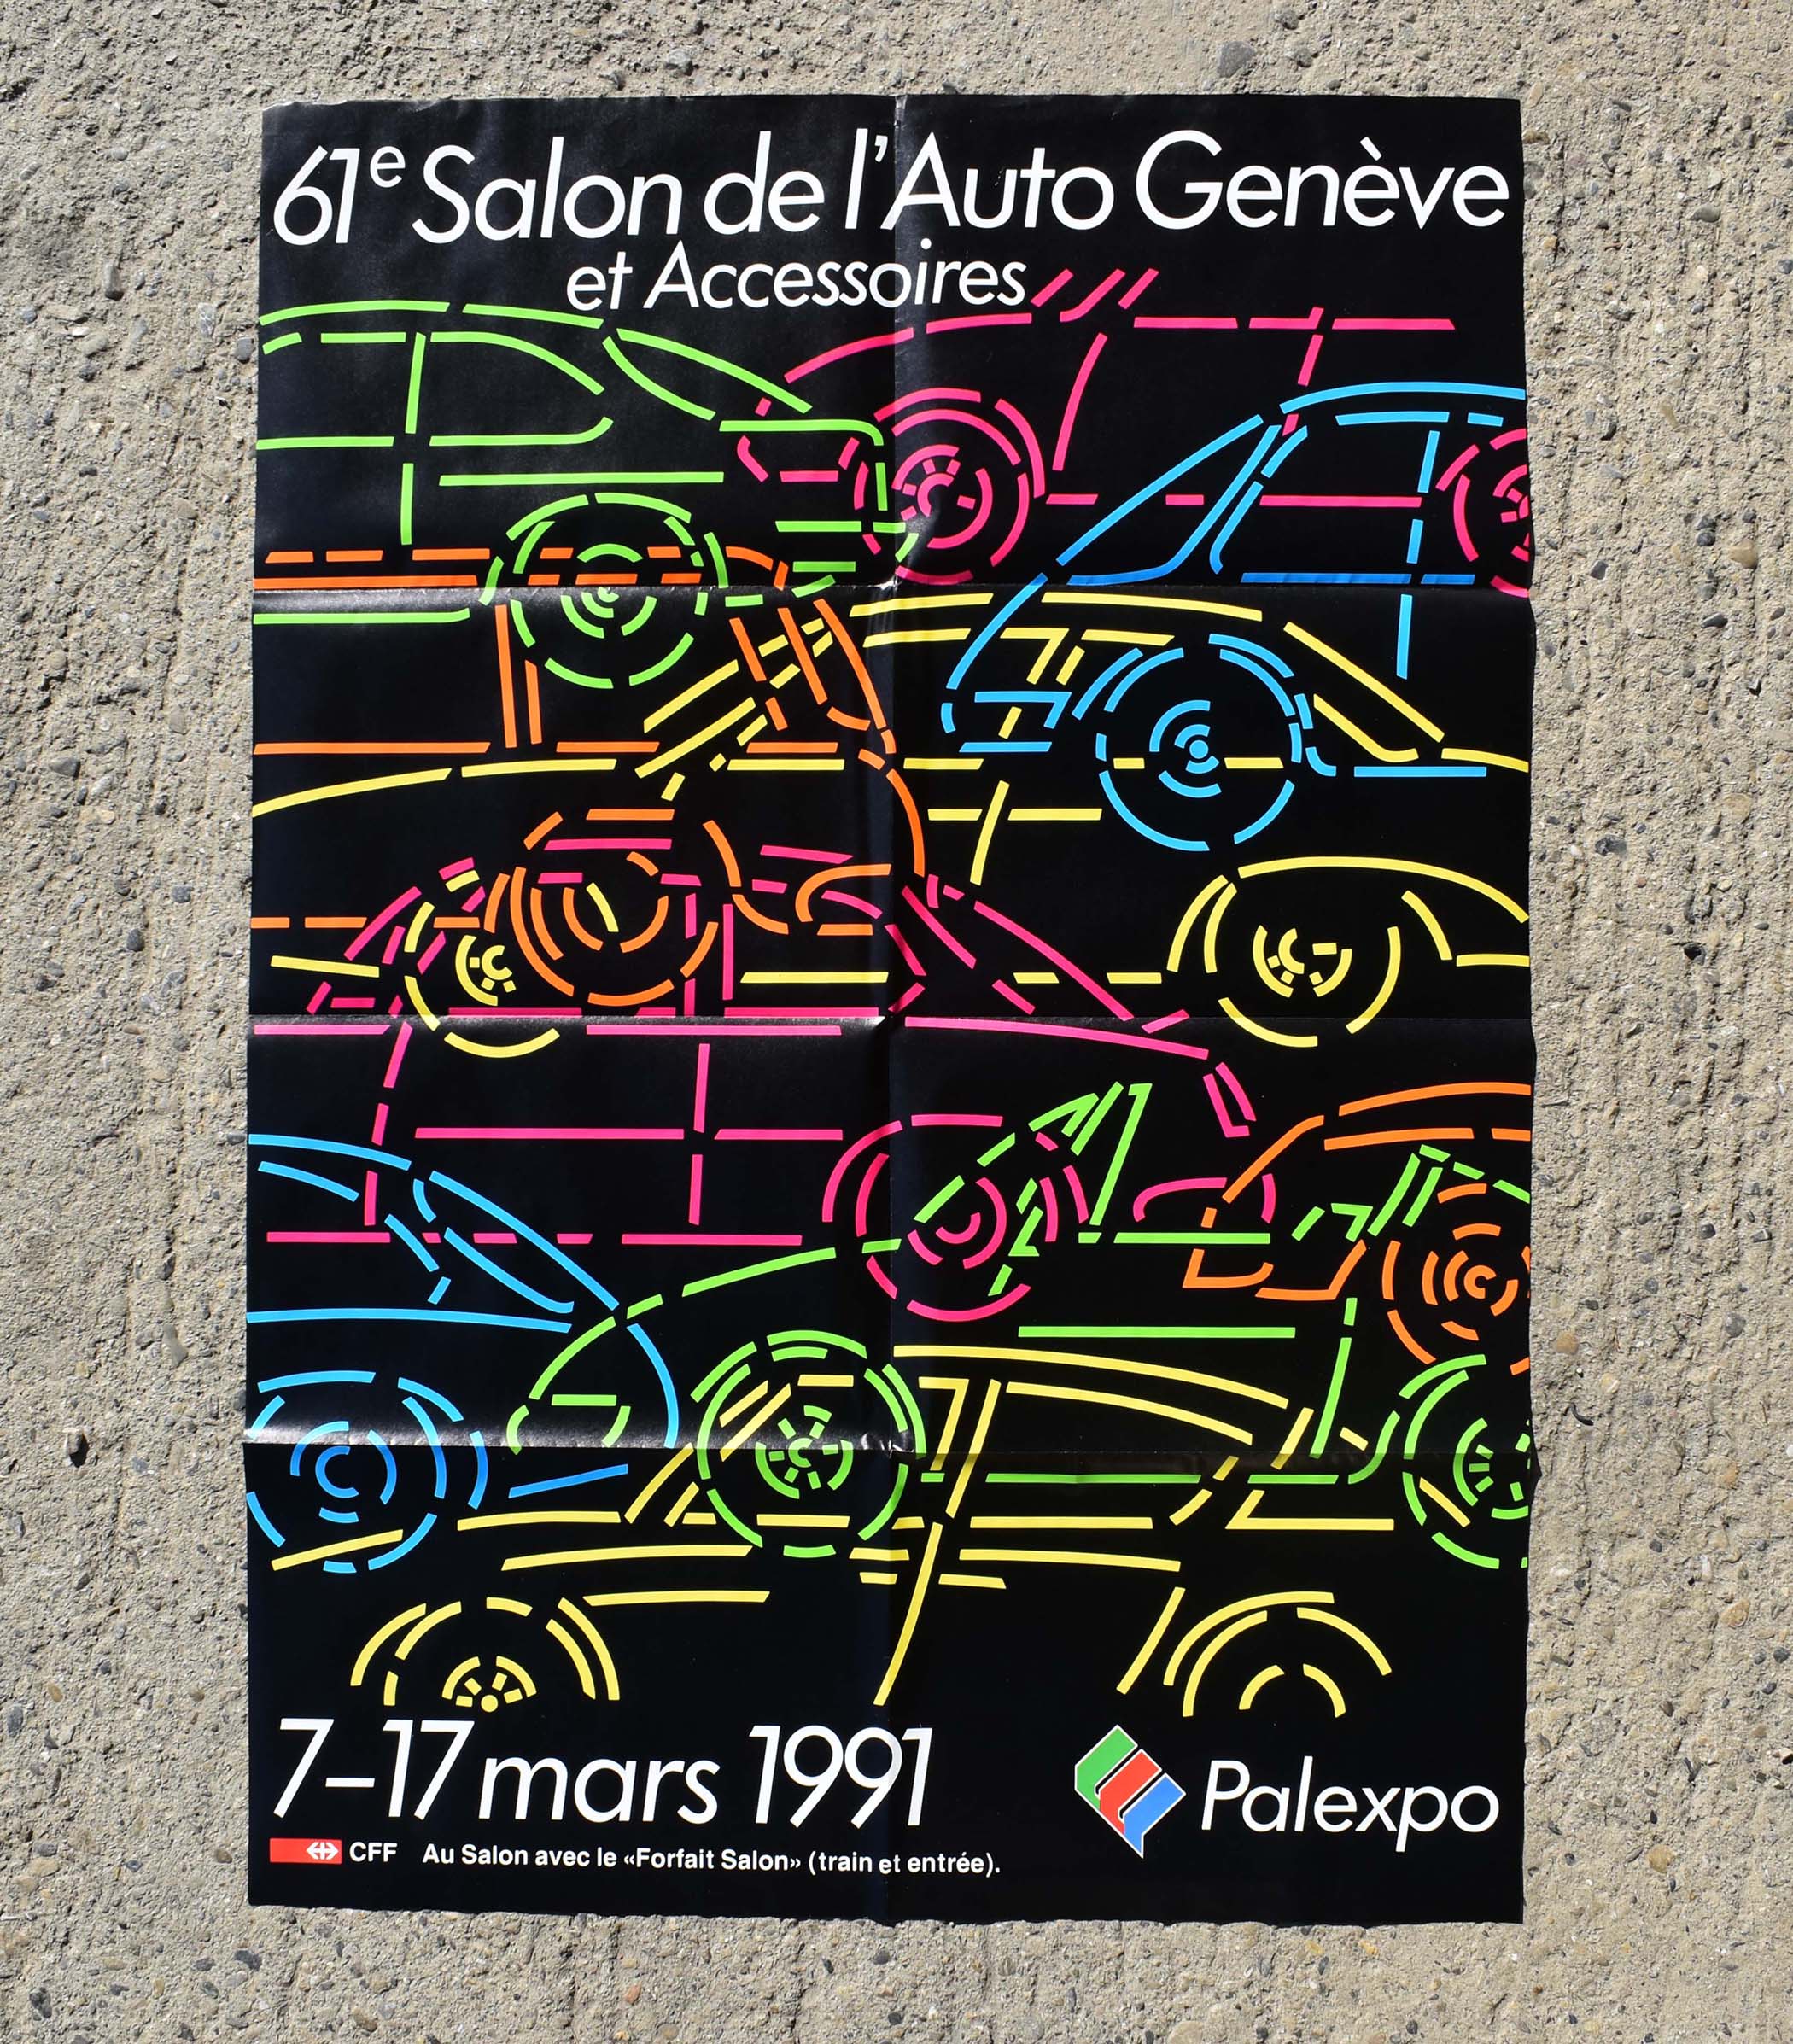 61e Salon de l'Auto Genève
et Accessoires
7–17 mars 1991
Palexpo
CFF Au Salon avec le «Forfait Salon» (train et entrée).